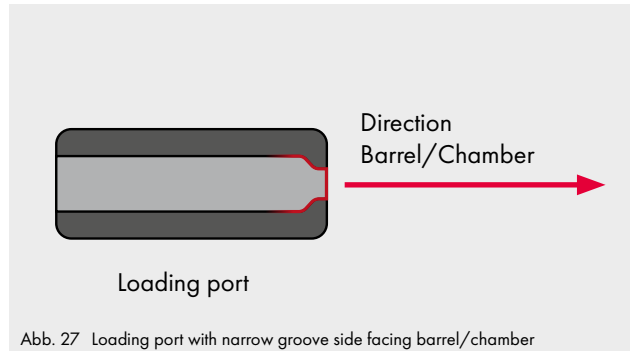 Direction
Barrel/Chamber
Loading port
Abb. 27 Loading port with narrow groove side facing barrel/chamber